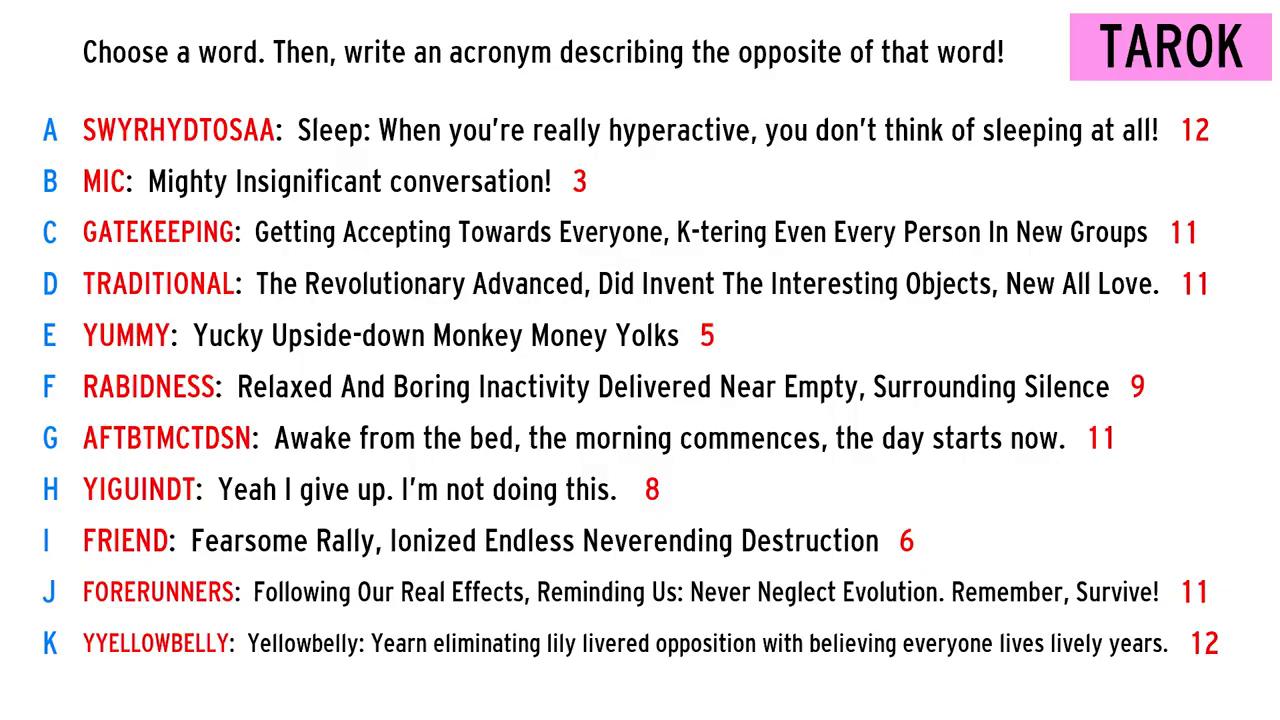 Choose a word. Then, write an acronym describing the opposite of that word!
TAROK
A SWYRHYDTOSAA: Sleep: When you're really hyperactive, you don't think of sleeping at all! 12
B MIC: Mighty Insignificant conversation! 3
C GATEKEEPING: Getting Accepting Towards Everyone, K-tering Even Every Person In New Groups 11
D TRADITIONAL: The Revolutionary Advanced, Did Invent The Interesting Objects, New All Love. 11
E YUMMY: Yucky Upside-down Monkey Money Yolks 5
F RABIDNESS: Relaxed And Boring Inactivity Delivered Near Empty, Surrounding Silence 9
G AFTBTMCTDSN: Awake from the bed, the morning commences, the day starts now. 11
H YIGUINDT: Yeah I give up. I'm not doing this. 8
I FRIEND: Fearsome Rally, Ionized Endless Neverending Destruction 6
J FORERUNNERS: Following Our Real Effects, Reminding Us: Never Neglect Evolution. Remember, Survive! 11
K YYELLOWBELLY: Yellowbelly: Yearn eliminating lily livered opposition with believing everyone lives lively years. 12